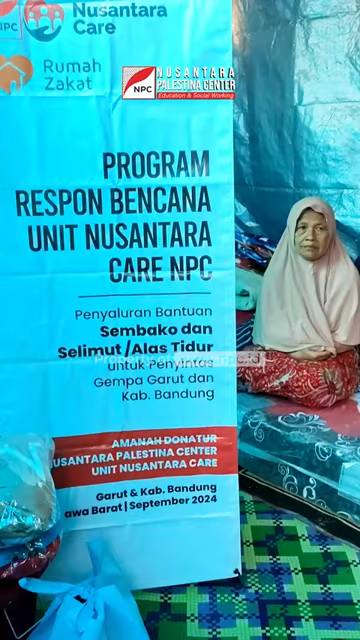 NPC
Nusantara
Care
Rumah
Zakat
NPC
NUSANTARA
PALESTINA CENTER
Education & Social Working
PROGRAM
RESPON BENCANA
UNIT NUSANTARA
CARE NPC
Penyaluran Bantuan
Sembako dan
Selimut /Alas Tidur
untuk Penyintas
Gempa Garut dan
Kab. Bandung
AMANAH DONATUR
NUSANTARA PALESTINA CENTER
UNIT NUSANTARA CARE
Garut & Kab. Bandung
Jawa Barat | September 2024